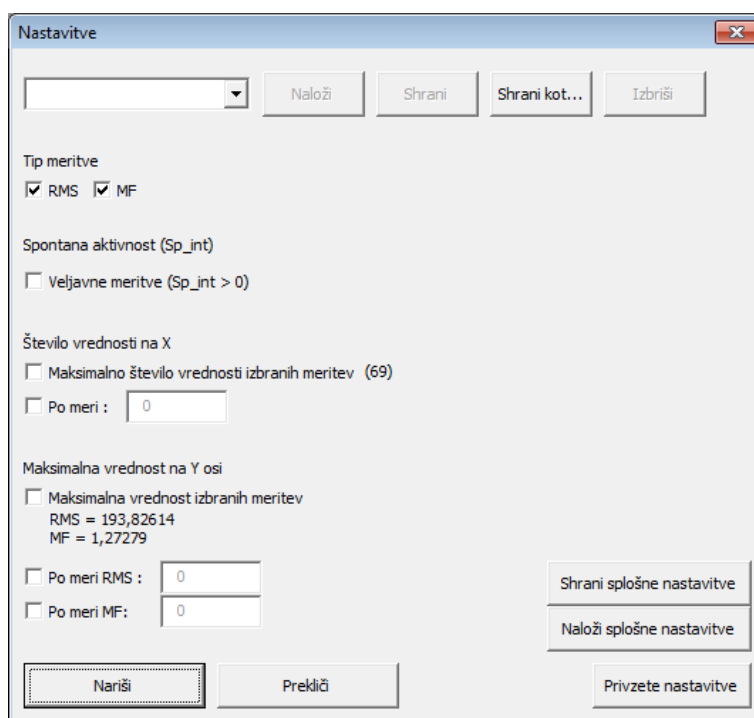 Nastavitve
Naloži Shrani Shrani kot... Izbriši
Tip meritve
RMS MF
Spontana aktivnost (Sp_int)
Veljavne meritve (Sp_int > 0)
Število vrednosti na X
Maksimalno število vrednosti izbranih meritev (69)
Po meri : 0
Maksimalna vrednost na Y osi
Maksimalna vrednost izbranih meritev
RMS = 193,82614
MF = 1,27279
Po meri RMS : 0
Shrani splošne nastavitve
Po meri MF: 0
Naloži splošne nastavitve
Nariši Prekliči Privzete nastavitve